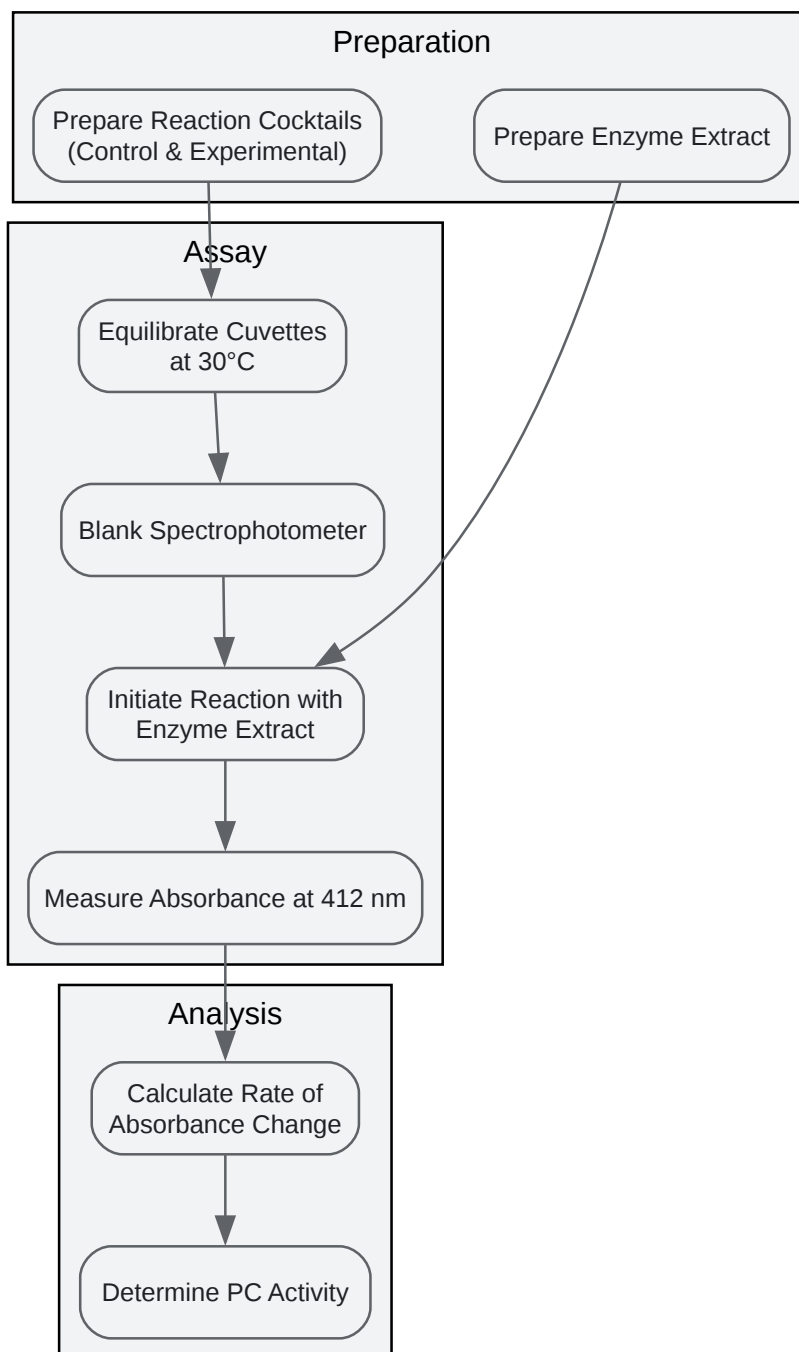 Preparation
Prepare Reaction Cocktails
(Control & Experimental)
Prepare Enzyme Extract
Assay
Equilibrate Cuvettes
at 30°C
Blank Spectrophotometer
Initiate Reaction with
Enzyme Extract
Measure Absorbance at 412 nm
Analysis
Calculate Rate of
Absorbance Change
Determine PC Activity